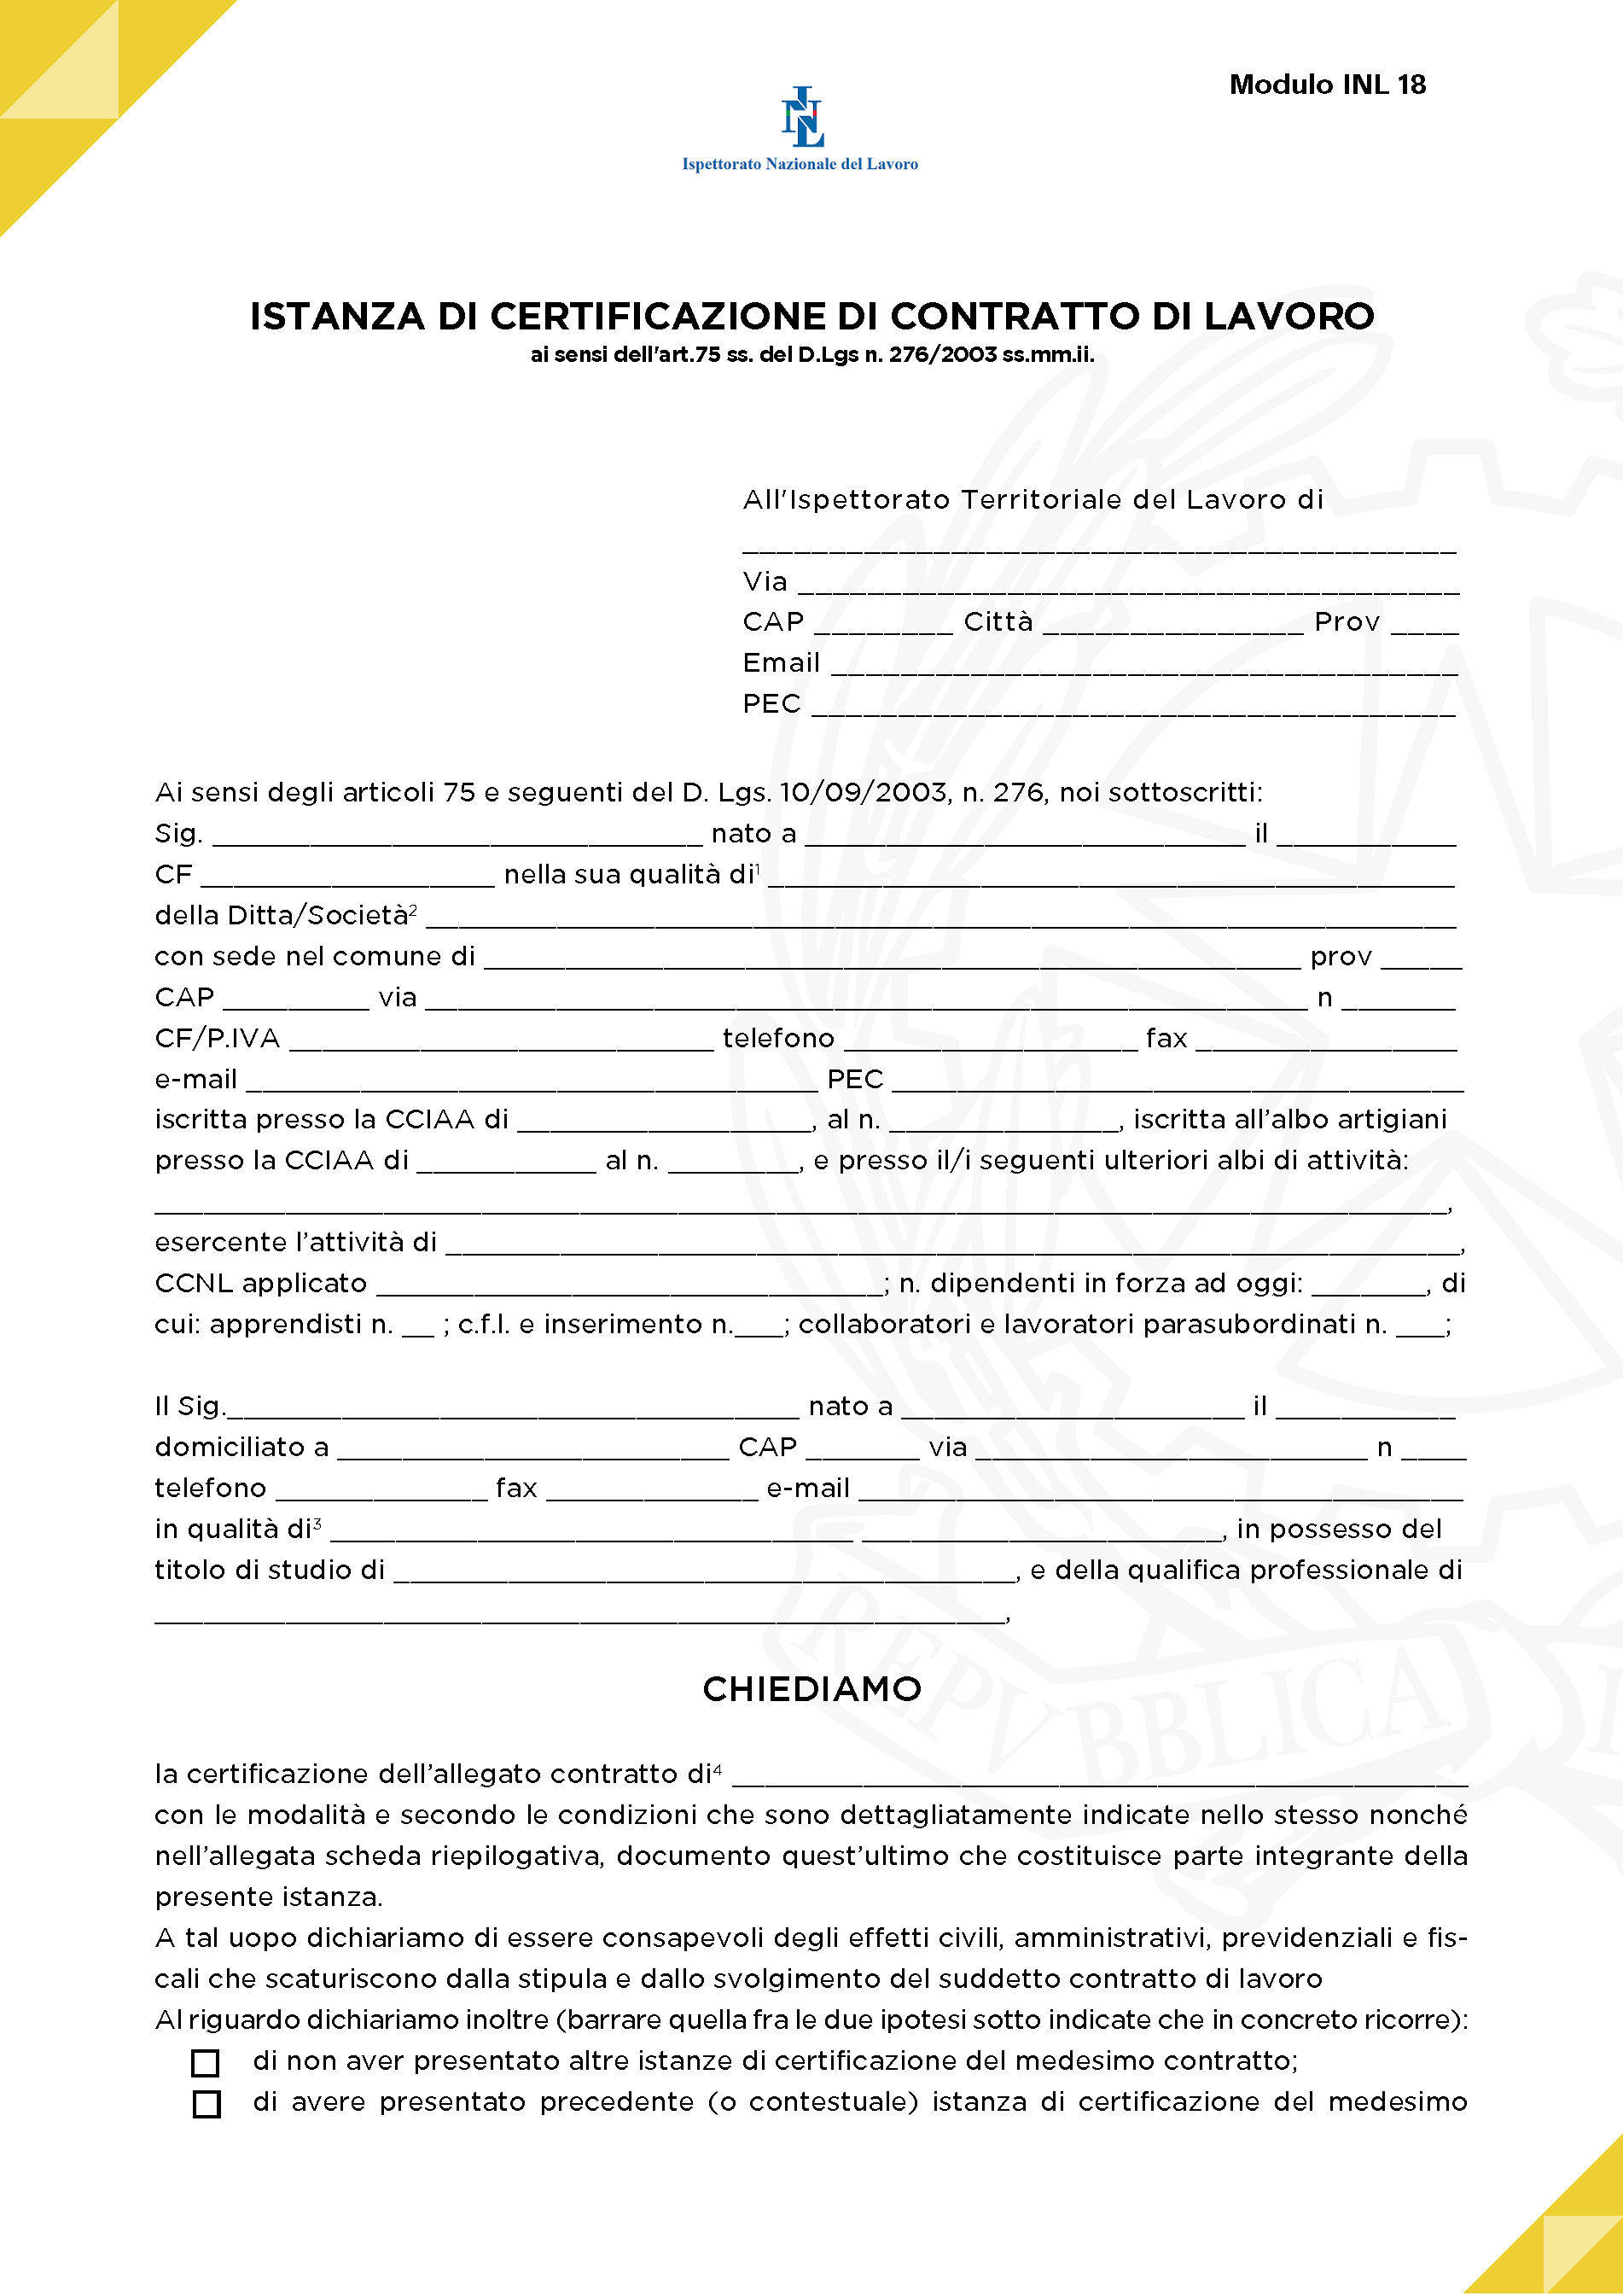 Modulo INL 18
INL
Ispettorato Nazionale del Lavoro
ISTANZA DI CERTIFICAZIONE DI CONTRATTO DI LAVORO
ai sensi dell'art.75 ss. del D.Lgs n. 276/2003 ss.mm.ii.
All'Ispettorato Territoriale del Lavoro di
_________________________________________
Via ______________________________________
CAP ________ Città _______________ Prov ____
Email ____________________________________
PEC _____________________________________
Ai sensi degli articoli 75 e seguenti del D. Lgs. 10/09/2003, n. 276, noi sottoscritti:
Sig. ______________________________ nato a ___________________________ il ___________
CF __________________ nella sua qualità di¹ __________________________________________
della Ditta/Società² _______________________________________________________________
con sede nel comune di __________________________________________________ prov _____
CAP _________ via ______________________________________________________ n _______
CF/P.IVA __________________________ telefono __________________ fax ________________
e-mail ___________________________________ PEC ___________________________________
iscritta presso la CCIAA di __________________, al n. ______________, iscritta all’albo artigiani
presso la CCIAA di ___________ al n. ________, e presso il/i seguenti ulteriori albi di attività:
_______________________________________________________________________________,
esercente l’attività di ______________________________________________________________,
CCNL applicato _______________________________; n. dipendenti in forza ad oggi: _______, di
cui: apprendisti n. __ ; c.f.l. e inserimento n.___; collaboratori e lavoratori parasubordinati n. ___;
Il Sig.___________________________________ nato a _____________________ il ___________
domiciliato a ________________________ CAP _______ via ________________________ n ____
telefono _____________ fax _____________ e-mail _____________________________________
in qualità di³ ________________________________ ______________________, in possesso del
titolo di studio di ______________________________________, e della qualifica professionale di
____________________________________________________,
CHIEDIAMO
la certificazione dell’allegato contratto di⁴ _____________________________________________
con le modalità e secondo le condizioni che sono dettagliatamente indicate nello stesso nonché
nell’allegata scheda riepilogativa, documento quest’ultimo che costituisce parte integrante della
presente istanza.
A tal uopo dichiariamo di essere consapevoli degli effetti civili, amministrativi, previdenziali e fis-
cali che scaturiscono dalla stipula e dallo svolgimento del suddetto contratto di lavoro
Al riguardo dichiariamo inoltre (barrare quella fra le due ipotesi sotto indicate che in concreto ricorre):
☐ di non aver presentato altre istanze di certificazione del medesimo contratto;
☐ di avere presentato precedente (o contestuale) istanza di certificazione del medesimo
REPVBBLICA I